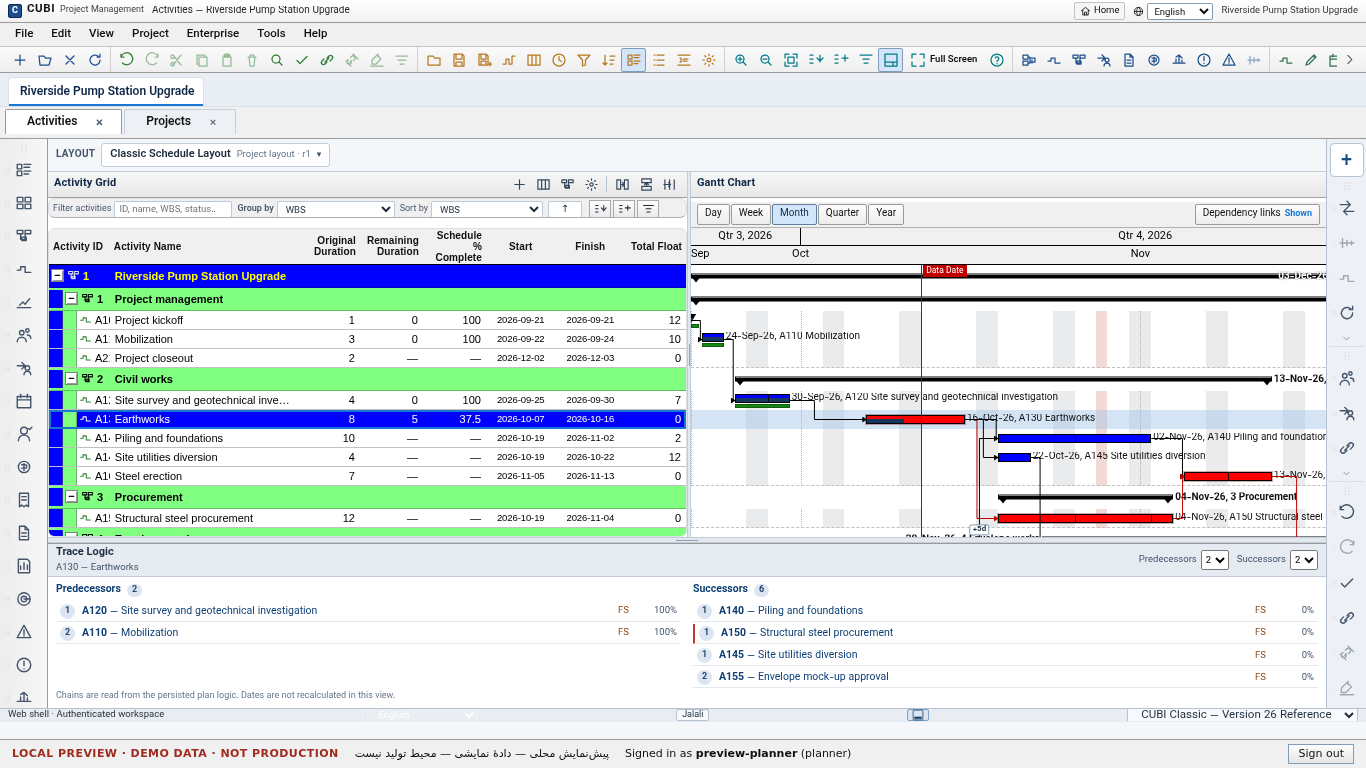 CUBI Project Management Activities — Riverside Pump Station Upgrade Home English Riverside Pump Station Upgrade
File Edit View Project Enterprise Tools Help
Full Screen
Riverside Pump Station Upgrade
Activities × Projects ×
LAYOUT Classic Schedule Layout Project layout · r1
Activity Grid
Gantt Chart
Filter activities ID, name, WBS, status.. Group by WBS Sort by WBS ↑
Day Week Month Quarter Year Dependency links Shown
Activity ID Activity Name Original Duration Remaining Duration Schedule % Complete Start Finish Total Float
Qtr 3, 2026 Qtr 4, 2026
Sep Oct Nov
Data Date
1 Riverside Pump Station Upgrade
03-Dec-26
1 Project management
A10 Project kickoff 1 0 100 2026-09-21 2026-09-21 12
A1 Mobilization 3 0 100 2026-09-22 2026-09-24 10
24-Sep-26, A110 Mobilization
A2 Project closeout 2 — — 2026-12-02 2026-12-03 0
2 Civil works
13-Nov-26,
A12 Site survey and geotechnical inve… 4 0 100 2026-09-25 2026-09-30 7
30-Sep-26, A120 Site survey and geotechnical investigation
A13 Earthworks 8 5 37.5 2026-10-07 2026-10-16 0
16-Oct-26, A130 Earthworks
A14 Piling and foundations 10 — — 2026-10-19 2026-11-02 2
02-Nov-26, A140 Piling and foundation
A14 Site utilities diversion 4 — — 2026-10-19 2026-10-22 12
22-Oct-26, A145 Site utilities diversion
A16 Steel erection 7 — — 2026-11-05 2026-11-13 0
13-Nov-26,
3 Procurement
04-Nov-26, 3 Procurement
A15 Structural steel procurement 12 — — 2026-10-19 2026-11-04 0
04-Nov-26, A150 Structural steel
+5d
Trace Logic
A130 — Earthworks
Predecessors 2 Successors 2
Predecessors 2
1 A120 — Site survey and geotechnical investigation FS 100%
2 A110 — Mobilization FS 100%
Successors 6
1 A140 — Piling and foundations FS 0%
1 A150 — Structural steel procurement FS 0%
1 A145 — Site utilities diversion FS 0%
2 A155 — Envelope mock-up approval FS 0%
Chains are read from the persisted plan logic. Dates are not recalculated in this view.
Web shell · Authenticated workspace English Jalali CUBI Classic — Version 26 Reference
LOCAL PREVIEW · DEMO DATA · NOT PRODUCTION پیش‌نمایش محلی — دادهٔ نمایشی — محیط تولید نیست Signed in as preview-planner (planner) Sign out